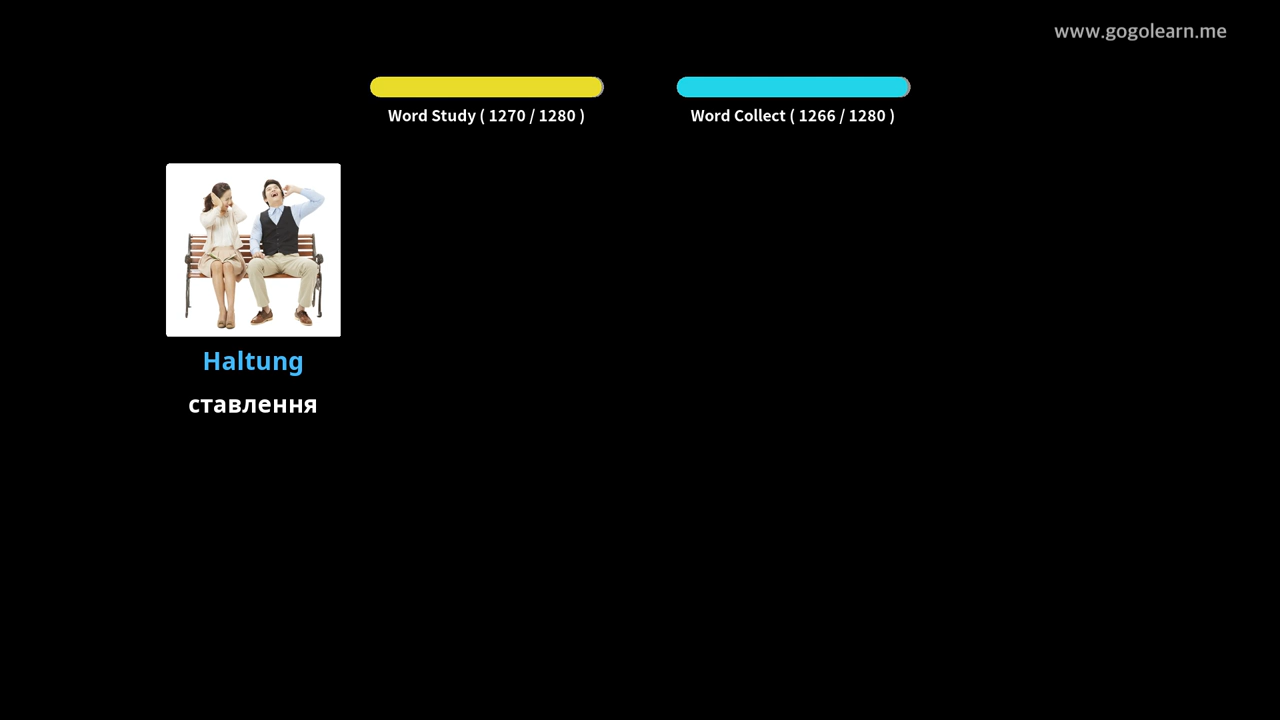 www.gogolearn.me
Word Study ( 1270 / 1280 )
Word Collect ( 1266 / 1280 )
Haltung
ставлення